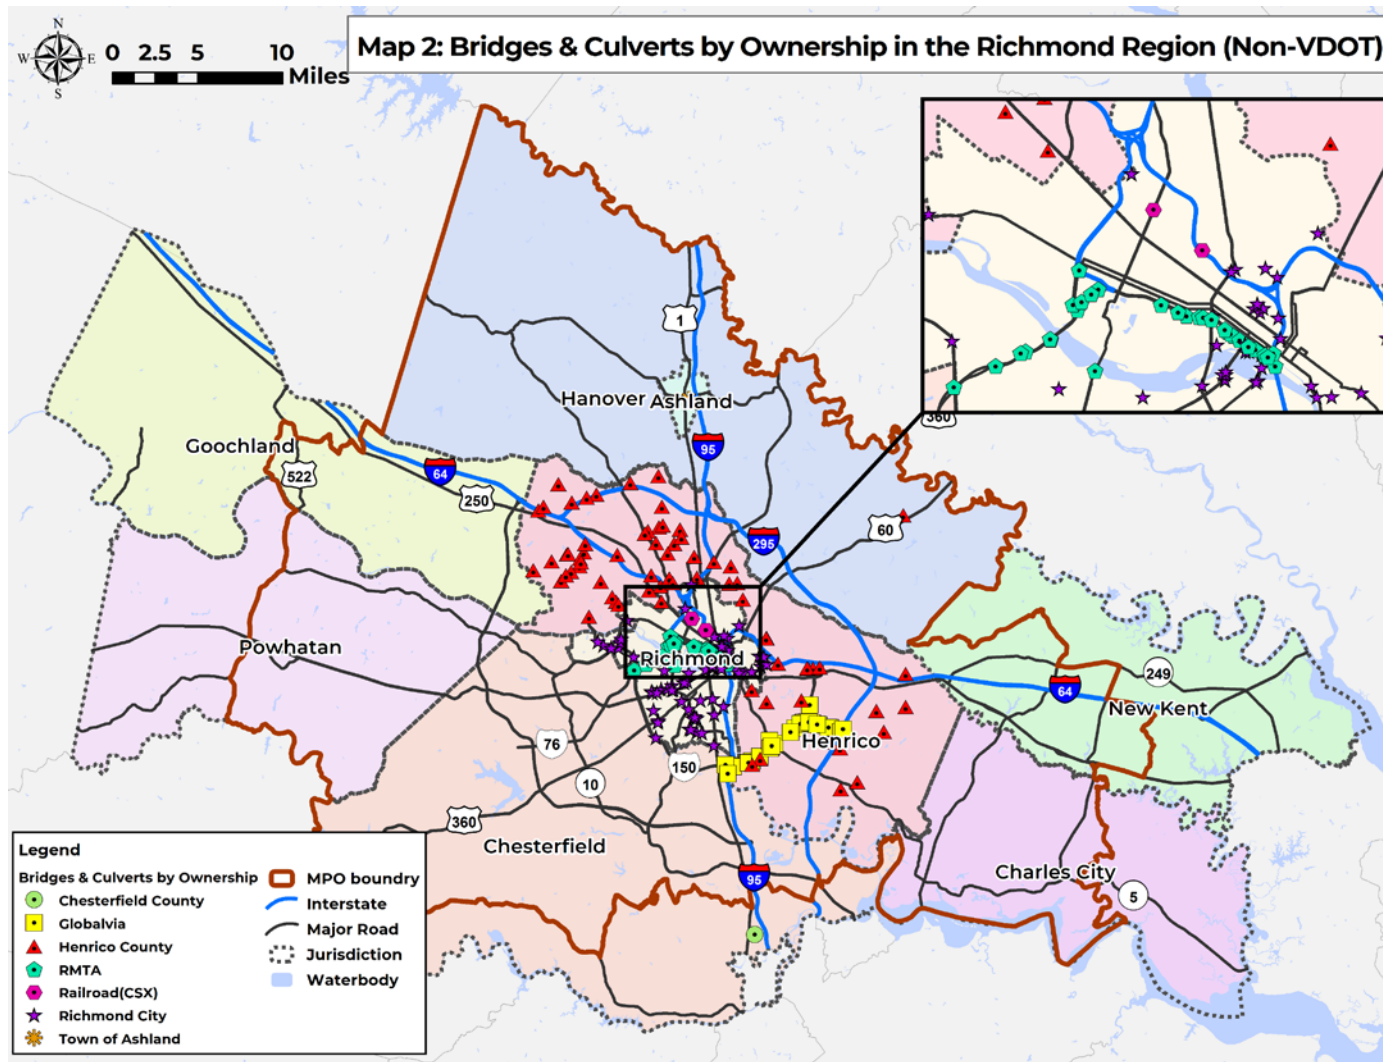 N
W E
S
0 2.5 5 10
Miles
Map 2: Bridges & Culverts by Ownership in the Richmond Region (Non-VDOT)
360
1
Hanover Ashland
95
Goochland
522
64
250
60
295
Powhatan
Richmond
249
64
New Kent
76
Henrico
150
10
360
Chesterfield
95
Charles City
5
Legend
Bridges & Culverts by Ownership
Chesterfield County
Globalvia
Henrico County
RMTA
Railroad(CSX)
Richmond City
Town of Ashland
MPO boundry
Interstate
Major Road
Jurisdiction
Waterbody